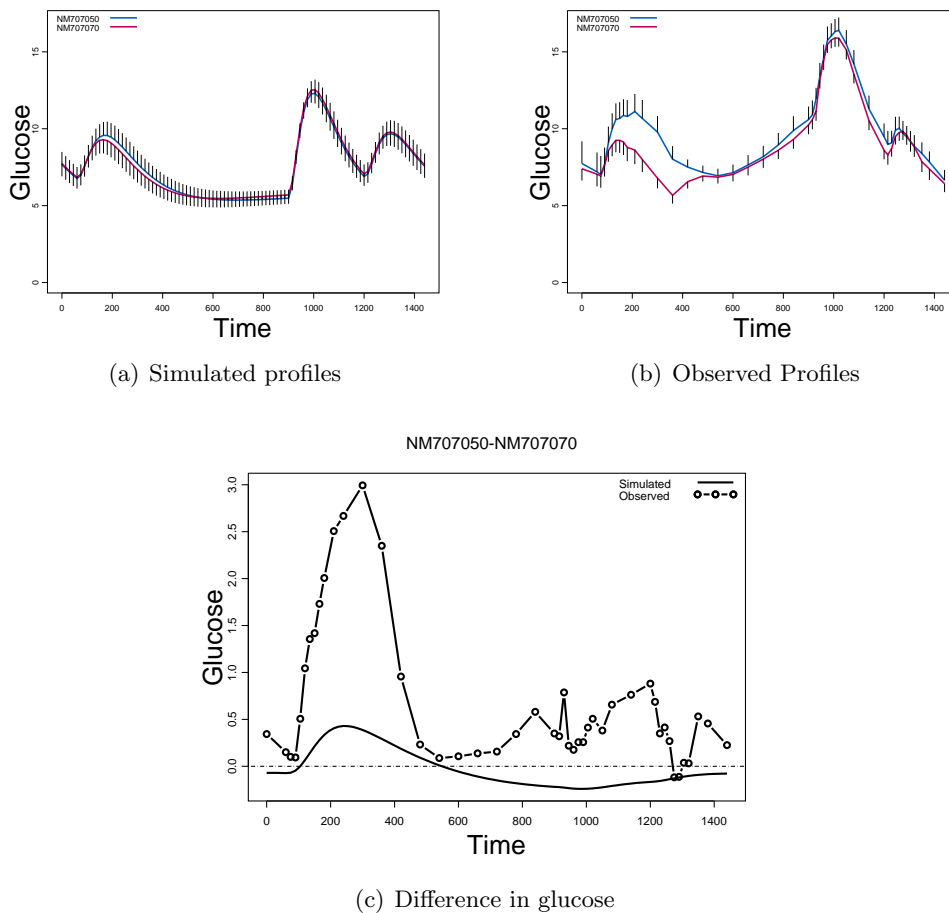 NM707050
NM707070
Glucose
15
10
5
0
0 200 400 600 800 1000 1200 1400
Time
(a) Simulated profiles
NM707050
NM707070
Glucose
15
10
5
0
0 200 400 600 800 1000 1200 1400
Time
(b) Observed Profiles
NM707050-NM707070
Simulated
Observed
Glucose
3.0
2.5
2.0
1.5
1.0
0.5
0.0
0 200 400 600 800 1000 1200 1400
Time
(c) Difference in glucose